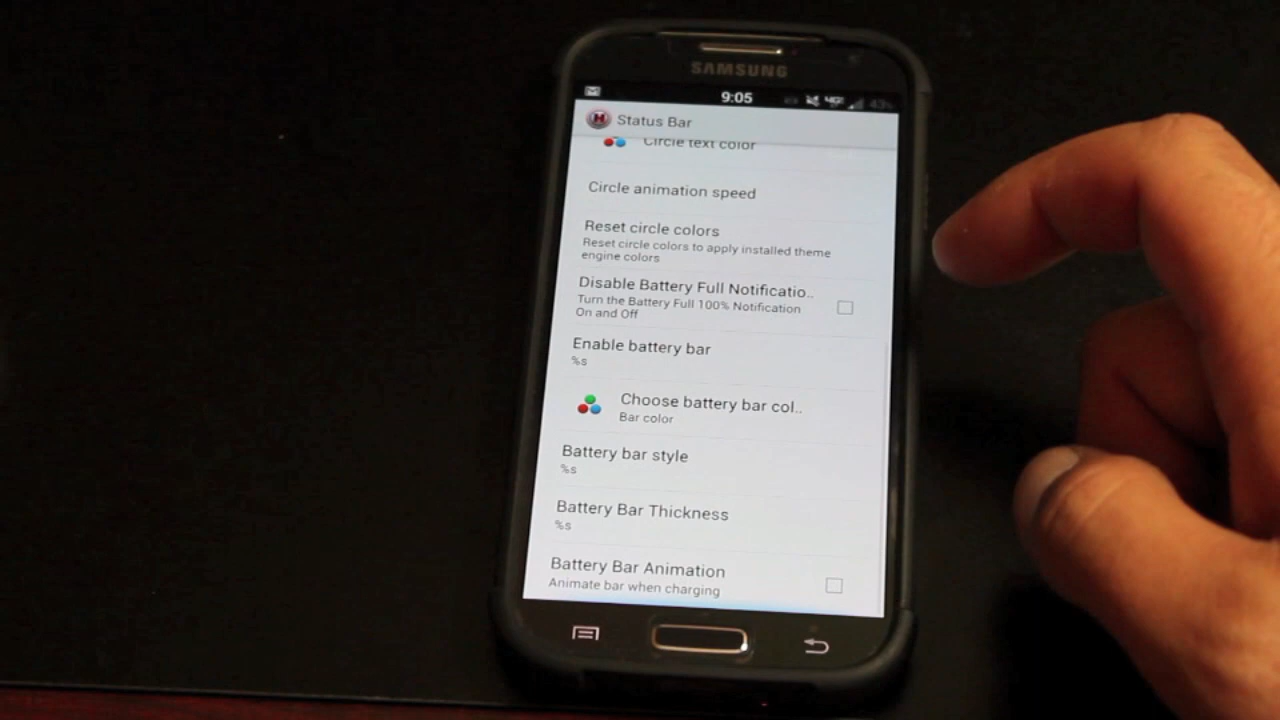 SAMSUNG
9:05
4G 43%
H Status Bar
Circle text color
Circle animation speed
Reset circle colors
Reset circle colors to apply installed theme
engine colors
Disable Battery Full Notificatio..
Turn the Battery Full 100% Notification
On and Off
Enable battery bar
%s
Choose battery bar col..
Bar color
Battery bar style
%s
Battery Bar Thickness
%s
Battery Bar Animation
Animate bar when charging